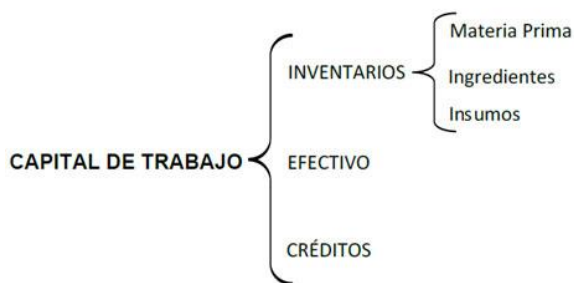 Materia Prima
INVENTARIOS
Ingredientes
Insumos
CAPITAL DE TRABAJO
EFECTIVO
CRÉDITOS